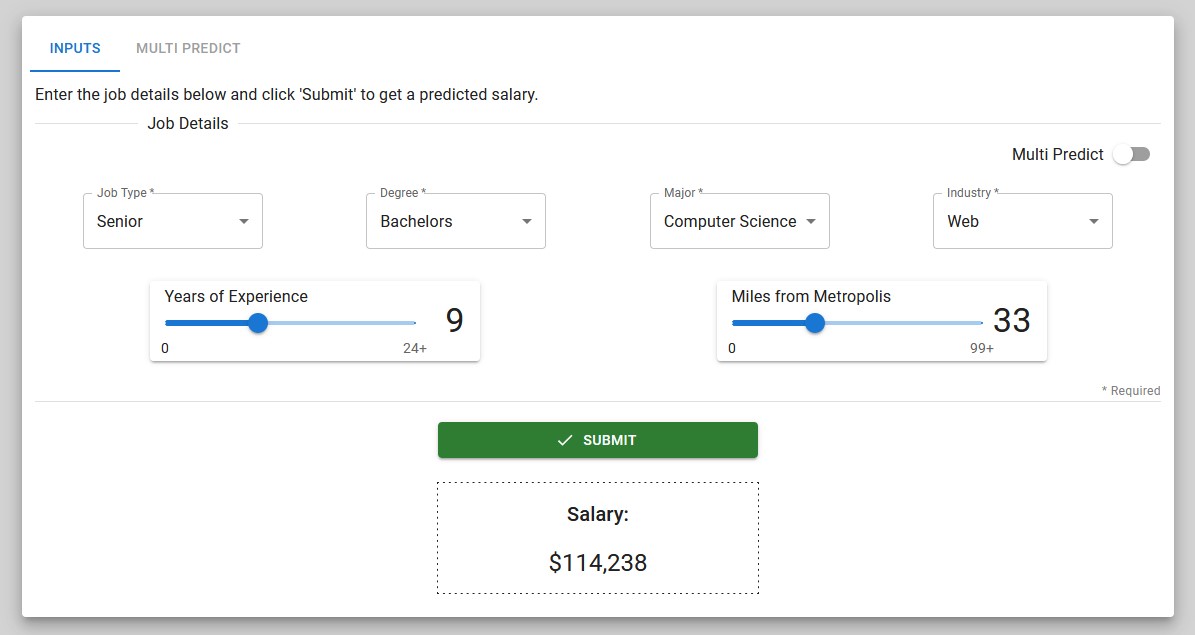 INPUTS MULTI PREDICT
Enter the job details below and click 'Submit' to get a predicted salary.
Job Details
Multi Predict
Job Type * Degree * Major * Industry *
Senior Bachelors Computer Science Web
Years of Experience Miles from Metropolis
9 33
0 24+ 0 99+
* Required
SUBMIT
Salary:
$114,238